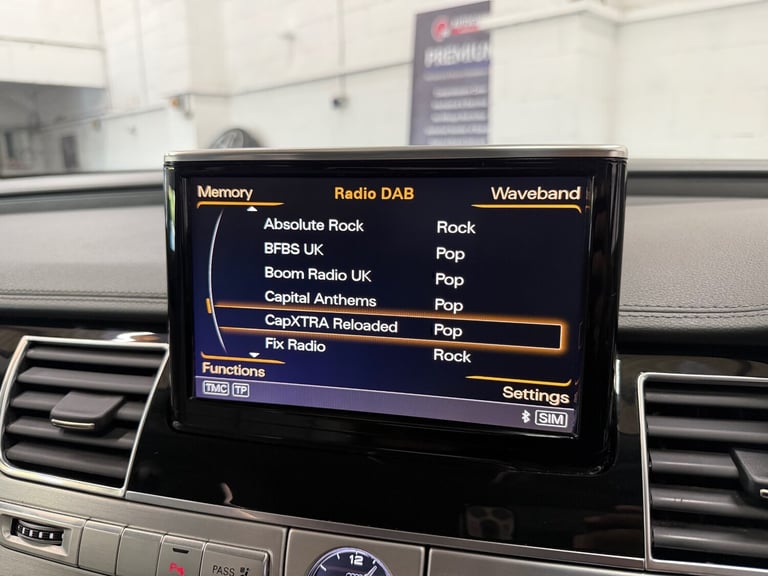 PREMIUM
Memory Radio DAB Waveband
Absolute Rock Rock
BFBS UK Pop
Boom Radio UK Pop
Capital Anthems Pop
CapXTRA Reloaded Pop
Fix Radio Rock
Functions
Settings
TMC TP
SIM
12
PASS